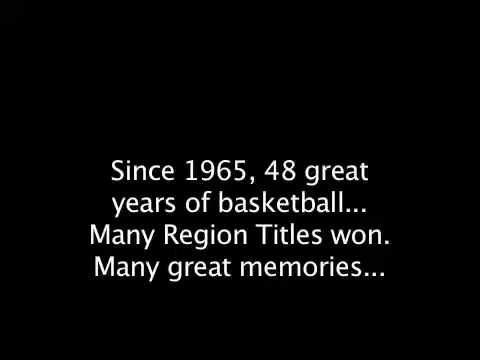 Since 1965, 48 great
years of basketball...
Many Region Titles won.
Many great memories...